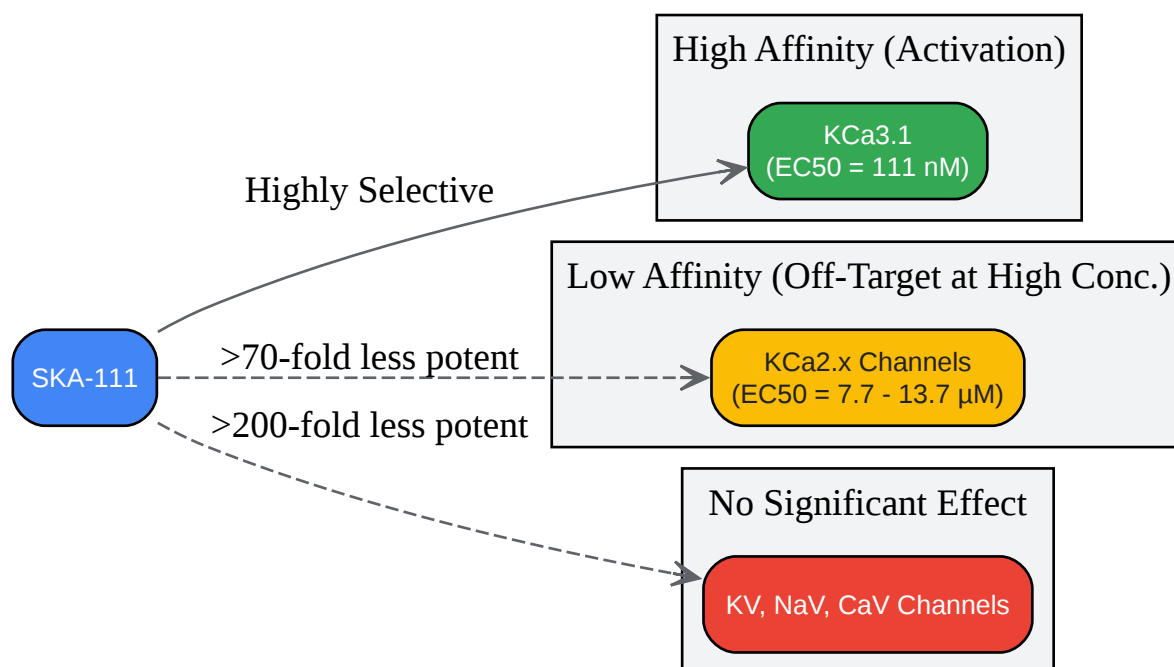 High Affinity (Activation)
KCa3.1
(EC50 = 111 nM)
Highly Selective
Low Affinity (Off-Target at High Conc.)
SKA-111
>70-fold less potent
KCa2.x Channels
(EC50 = 7.7 - 13.7 µM)
>200-fold less potent
No Significant Effect
KV, NaV, CaV Channels